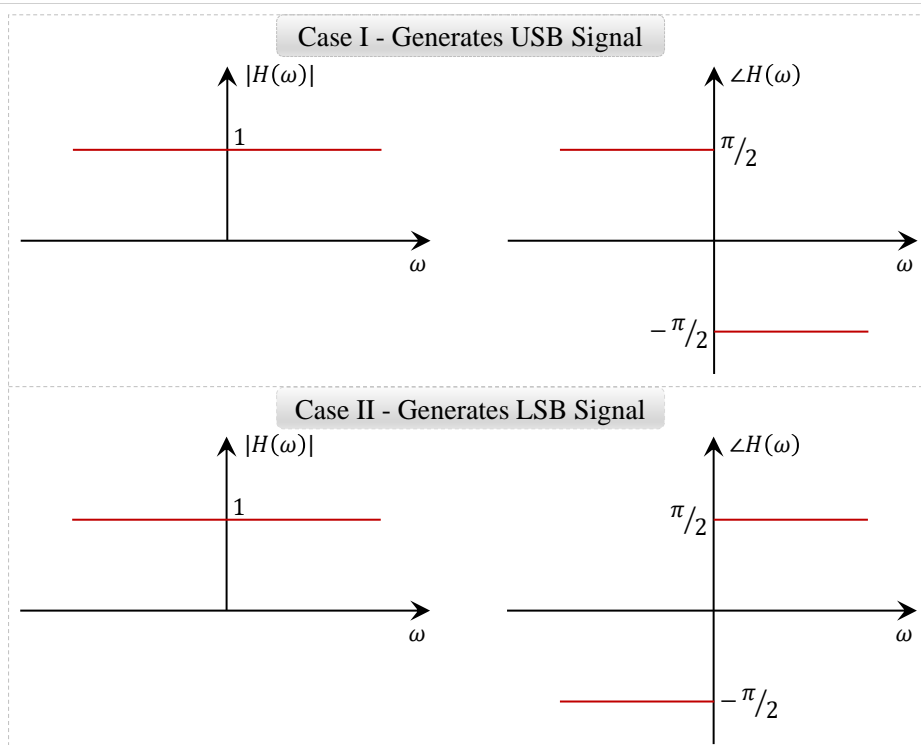 Case I - Generates USB Signal
|H(ω)|
∠H(ω)
1
π/2
ω
ω
−π/2
Case II - Generates LSB Signal
|H(ω)|
∠H(ω)
1
π/2
ω
ω
−π/2